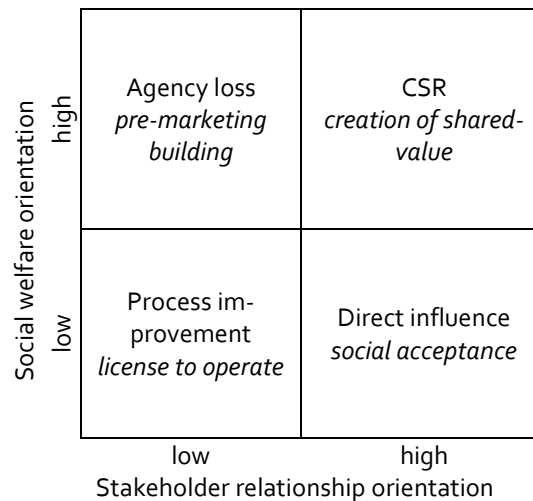 Agency loss
pre-marketing
building
CSR
creation of shared-
value
Social welfare orientation
high
low
Process im-
provement
license to operate
Direct influence
social acceptance
low
high
Stakeholder relationship orientation